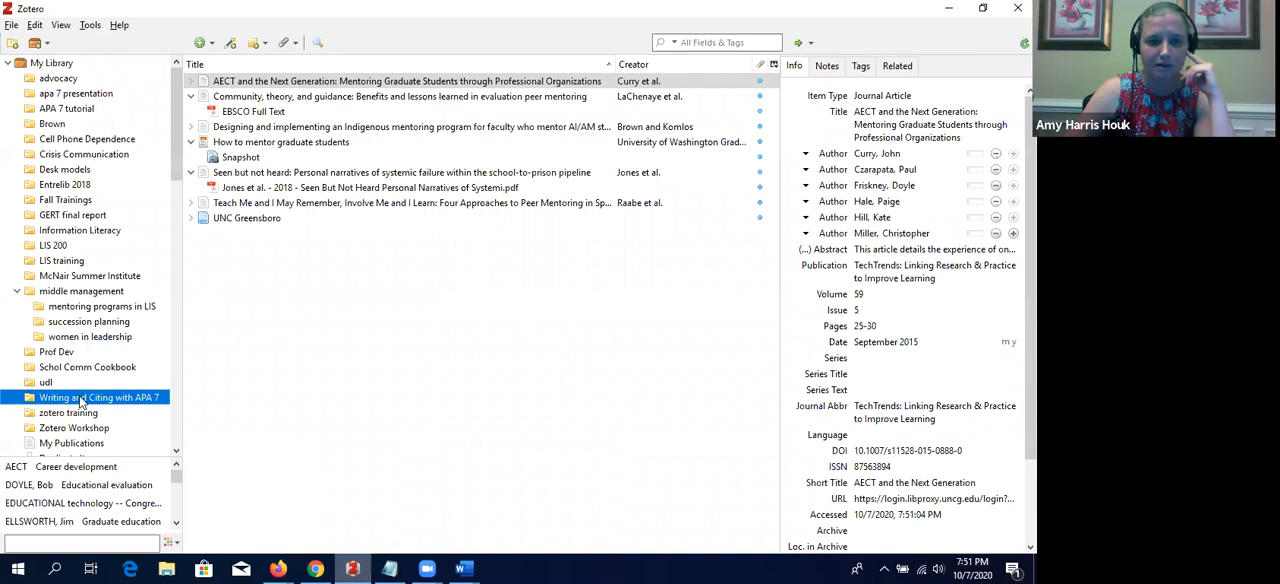 Zotero
File Edit View Tools Help
All Fields & Tags
My Library
advocacy
apa 7 presentation
APA 7 tutorial
Brown
Cell Phone Dependence
Crisis Communication
Desk models
Entrelib 2018
Fall Trainings
GERT final report
Information Literacy
LIS 200
LIS training
McNair Summer Institute
middle management
mentoring programs in LIS
succession planning
women in leadership
Prof Dev
Schol Comm Cookbook
udl
Writing and Citing with APA 7
zotero training
Zotero Workshop
My Publications
AECT Career development
DOYLE, Bob Educational evaluation
EDUCATIONAL technology -- Congre...
ELLSWORTH, Jim Graduate education
Title Creator
AECT and the Next Generation: Mentoring Graduate Students through Professional Organizations Curry et al.
Community, theory, and guidance: Benefits and lessons learned in evaluation peer mentoring LaChenaye et al.
EBSCO Full Text
Designing and implementing an Indigenous mentoring program for faculty who mentor AI/AM st... Brown and Komlos
How to mentor graduate students University of Washington Grad...
Snapshot
Seen but not heard: Personal narratives of systemic failure within the school-to-prison pipeline Jones et al.
Jones et al. - 2018 - Seen But Not Heard Personal Narratives of Systemi.pdf
Teach Me and I May Remember, Involve Me and I Learn: Four Approaches to Peer Mentoring in Sp... Raabe et al.
UNC Greensboro
Info Notes Tags Related
Item Type Journal Article
Title AECT and the Next Generation:
Mentoring Graduate Students through
Professional Organizations
Author Curry, John
Author Czarapata, Paul
Author Friskney, Doyle
Author Hale, Paige
Author Hill, Kate
Author Miller, Christopher
(...) Abstract This article details the experience of on...
Publication TechTrends: Linking Research & Practice
to Improve Learning
Volume 59
Issue 5
Pages 25-30
Date September 2015 m y
Series
Series Title
Series Text
Journal Abbr TechTrends: Linking Research & Practice
to Improve Learning
Language
DOI 10.1007/s11528-015-0888-0
ISSN 87563894
Short Title AECT and the Next Generation
URL https://login.libproxy.uncg.edu/login?...
Accessed 10/7/2020, 7:51:04 PM
Archive
Loc. in Archive
Amy Harris Houk
7:51 PM
10/7/2020
1